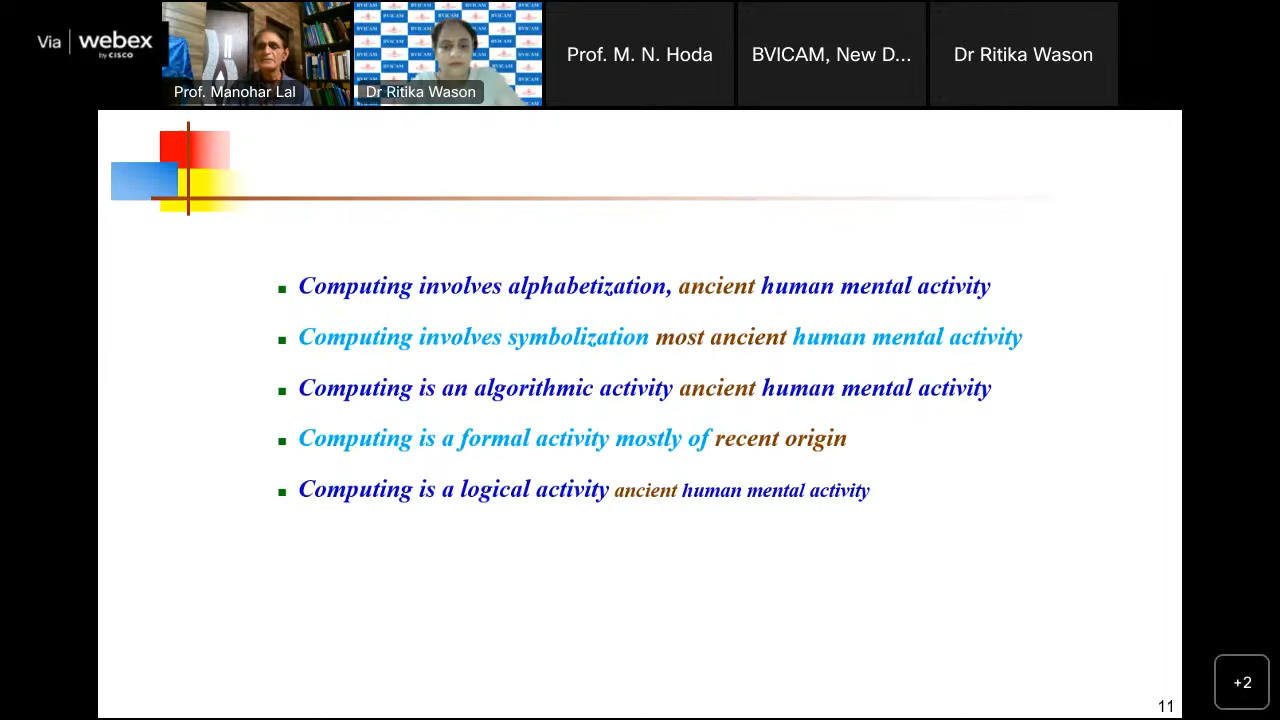 Via webex
by CISCO
Prof. Manohar Lal
BVICAM
Dr Ritika Wason
Prof. M. N. Hoda
BVICAM, New D...
Dr Ritika Wason
Computing involves alphabetization, ancient human mental activity
Computing involves symbolization most ancient human mental activity
Computing is an algorithmic activity ancient human mental activity
Computing is a formal activity mostly of recent origin
Computing is a logical activity ancient human mental activity
11
+2